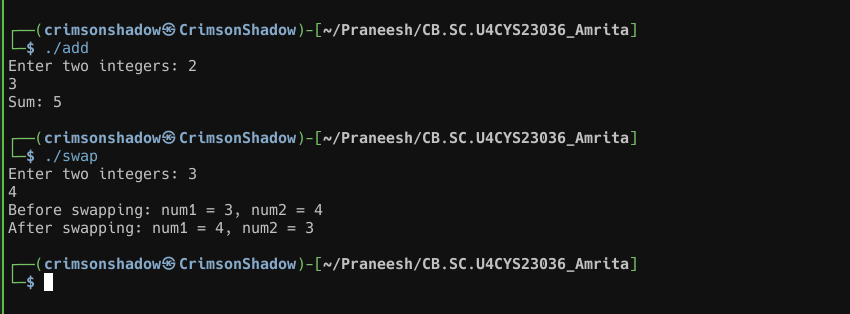 ┌──(crimsonshadow㉿CrimsonShadow)-[~/Praneesh/CB.SC.U4CYS23036_Amrita]
└─$ ./add
Enter two integers: 2
3
Sum: 5
┌──(crimsonshadow㉿CrimsonShadow)-[~/Praneesh/CB.SC.U4CYS23036_Amrita]
└─$ ./swap
Enter two integers: 3
4
Before swapping: num1 = 3, num2 = 4
After swapping: num1 = 4, num2 = 3
┌──(crimsonshadow㉿CrimsonShadow)-[~/Praneesh/CB.SC.U4CYS23036_Amrita]
└─$